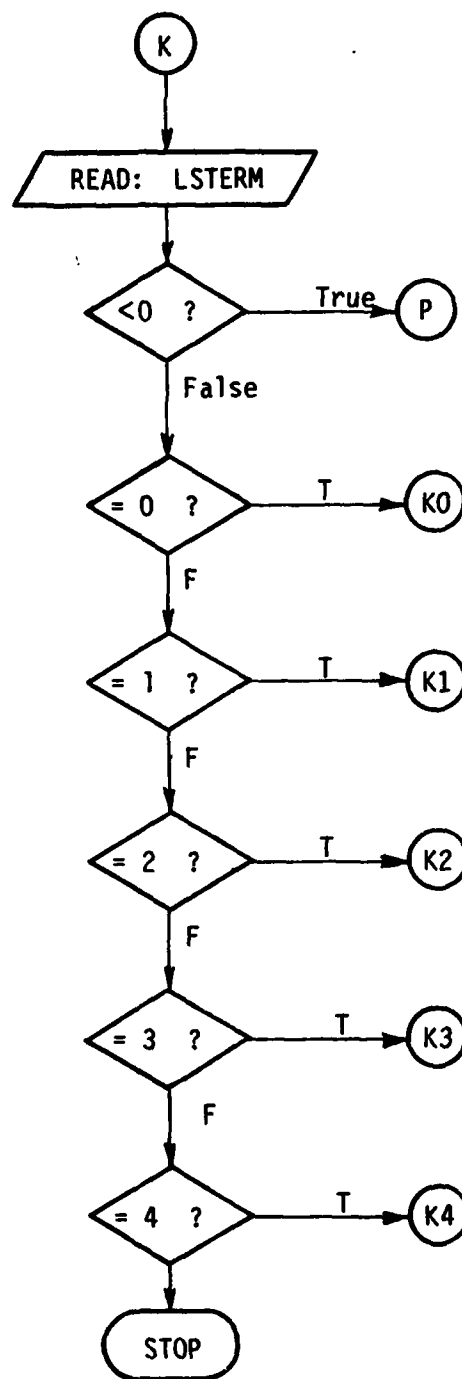 K
READ: LSTERM
<0 ?
True
P
False
= 0 ?
T
K0
F
= 1 ?
T
K1
F
= 2 ?
T
K2
F
= 3 ?
T
K3
F
= 4 ?
T
K4
STOP